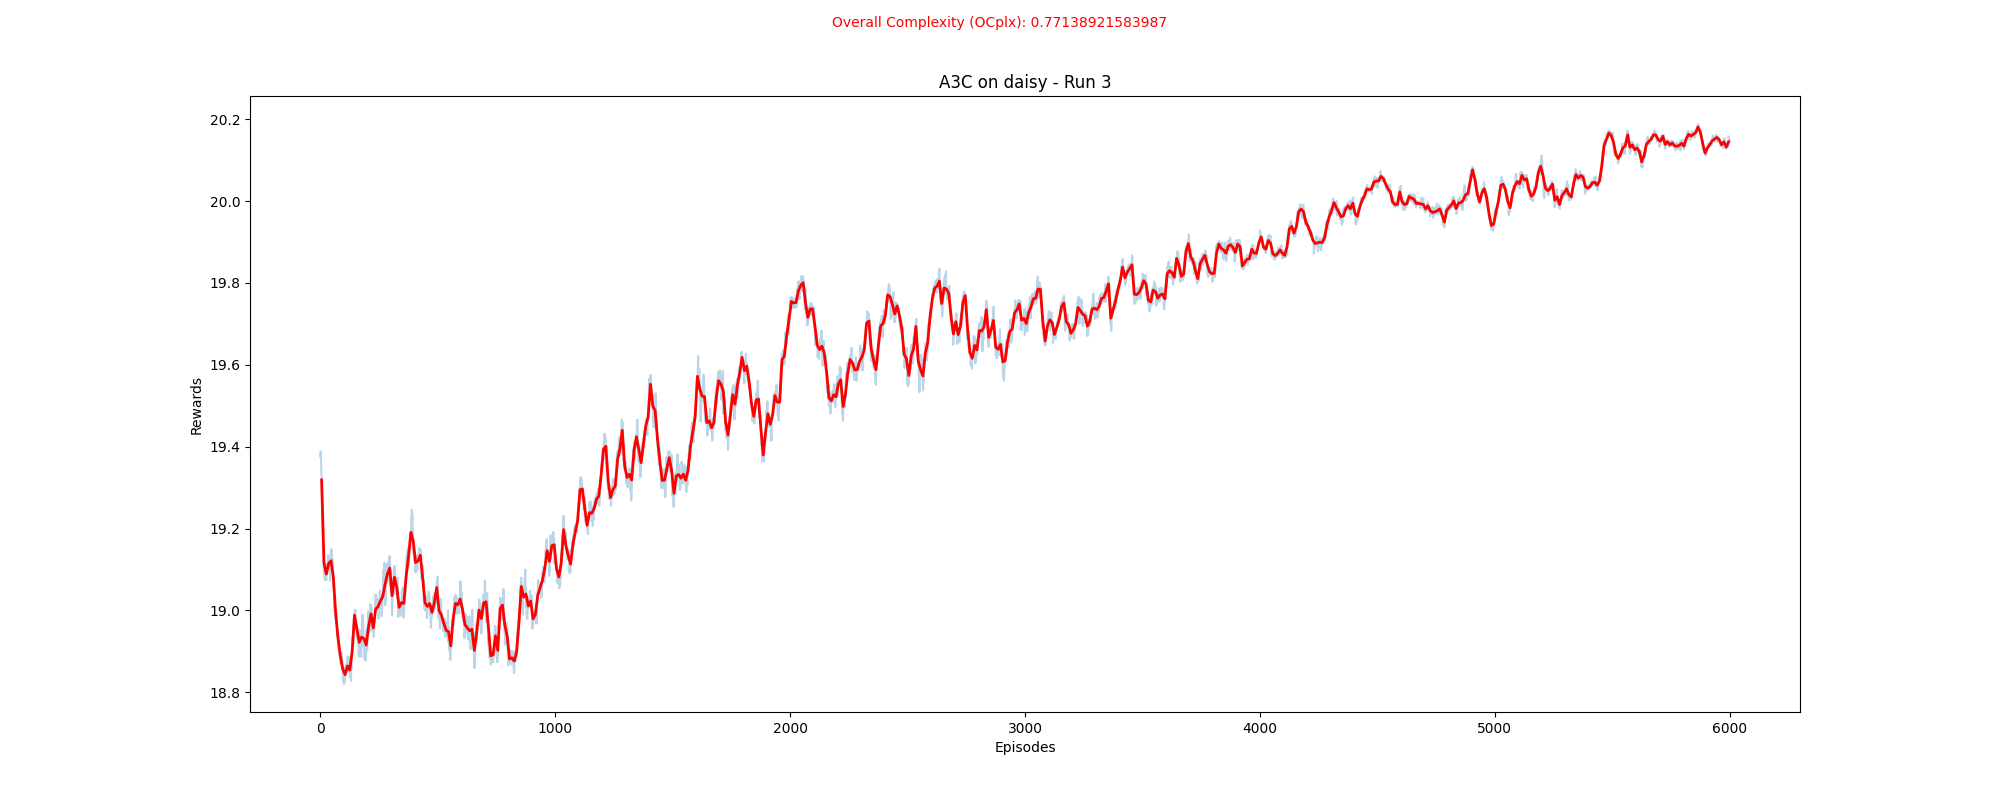 Overall Complexity (OCplx): 0.77138921583987
A3C on daisy - Run 3
20.2
20.0
19.8
19.6
19.4
19.2
19.0
18.8
Rewards
0 1000 2000 3000 4000 5000 6000
Episodes